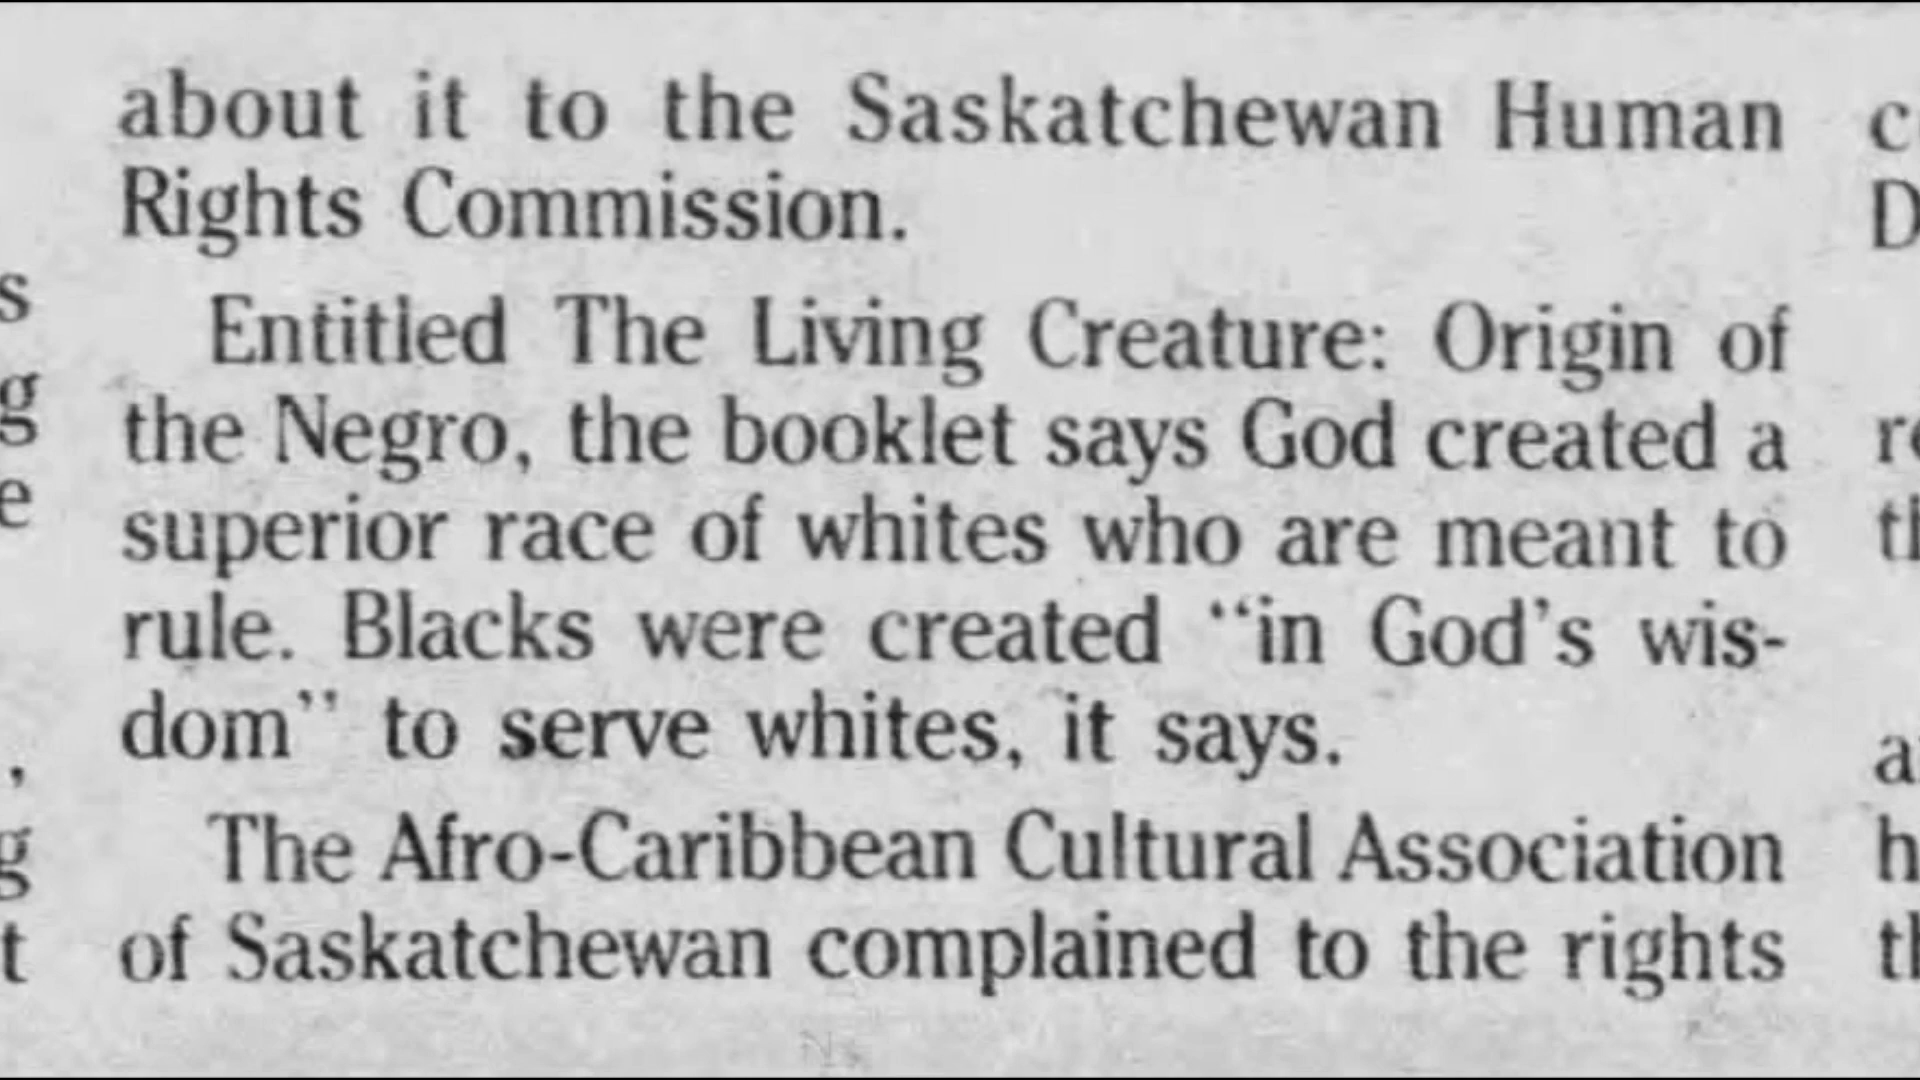 about it to the Saskatchewan Human
Rights Commission.
Entitled The Living Creature: Origin of
the Negro, the booklet says God created a
superior race of whites who are meant to
rule. Blacks were created “in God’s wis-
dom” to serve whites, it says.
The Afro-Caribbean Cultural Association
of Saskatchewan complained to the rights